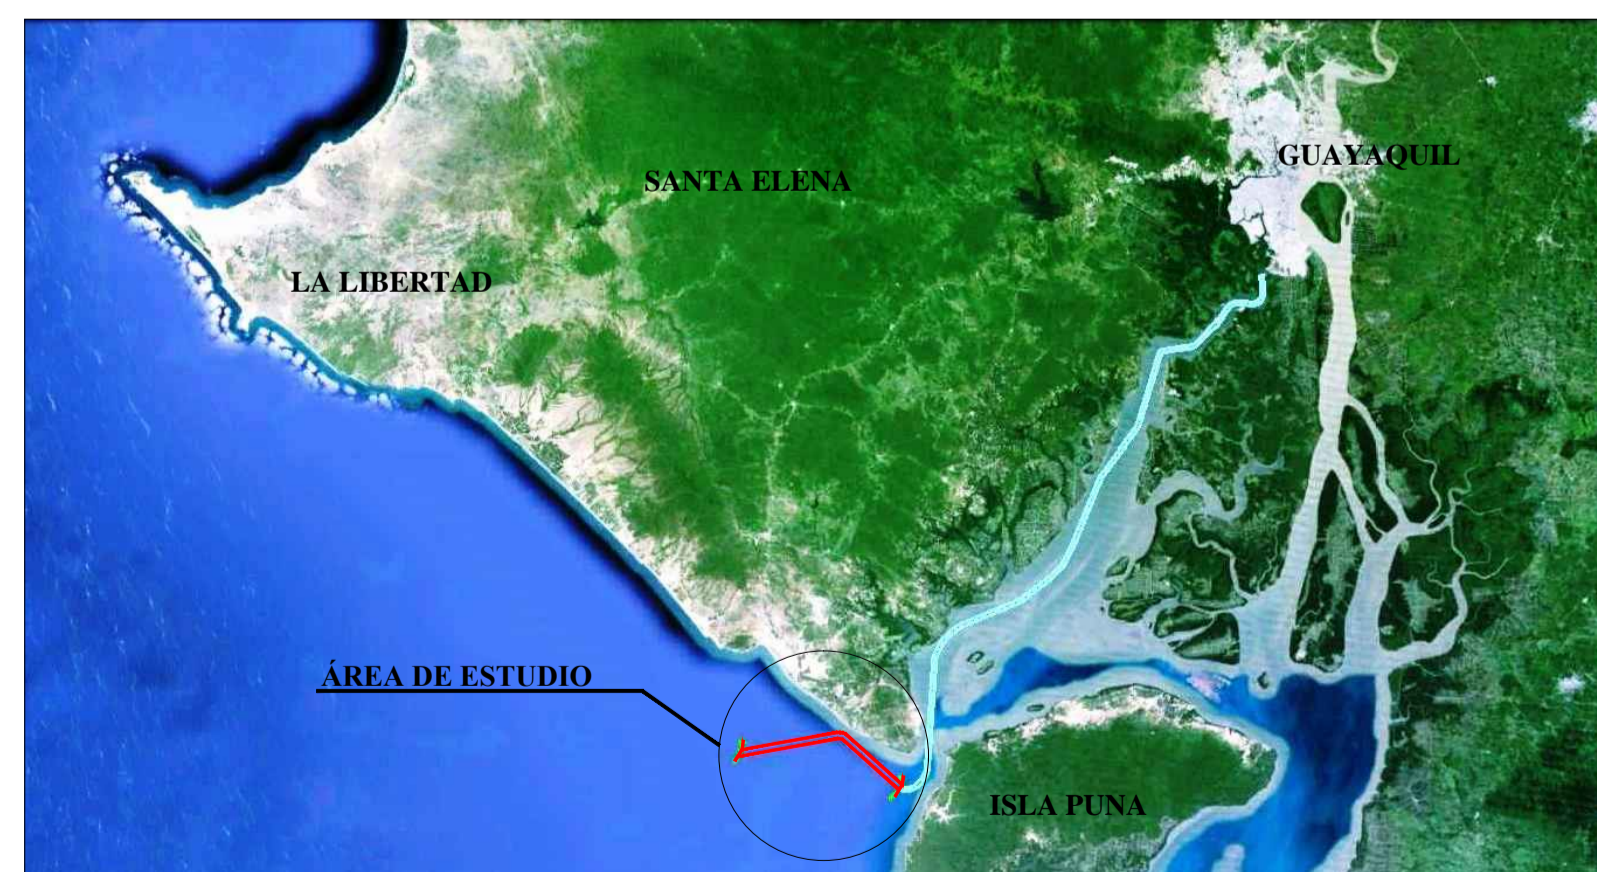 GUAYAQUIL
SANTA ELENA
LA LIBERTAD
ÁREA DE ESTUDIO
ISLA PUNA